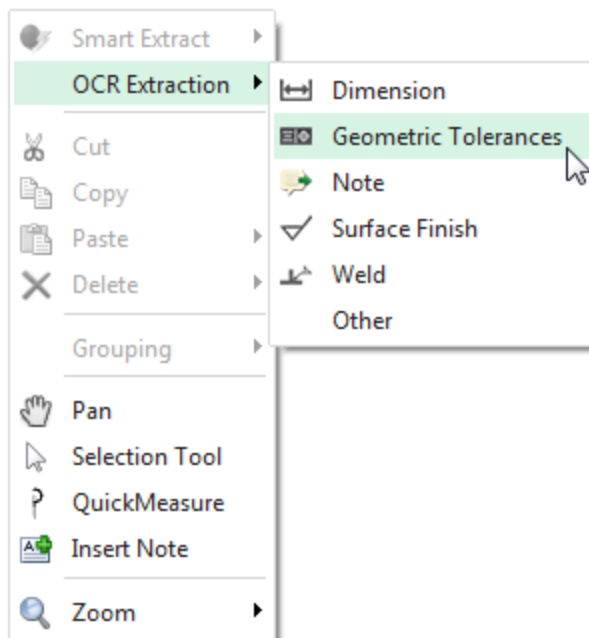 Smart Extract
OCR Extraction
Cut
Copy
Paste
Delete
Grouping
Pan
Selection Tool
QuickMeasure
Insert Note
Zoom
Dimension
Geometric Tolerances
Note
Surface Finish
Weld
Other